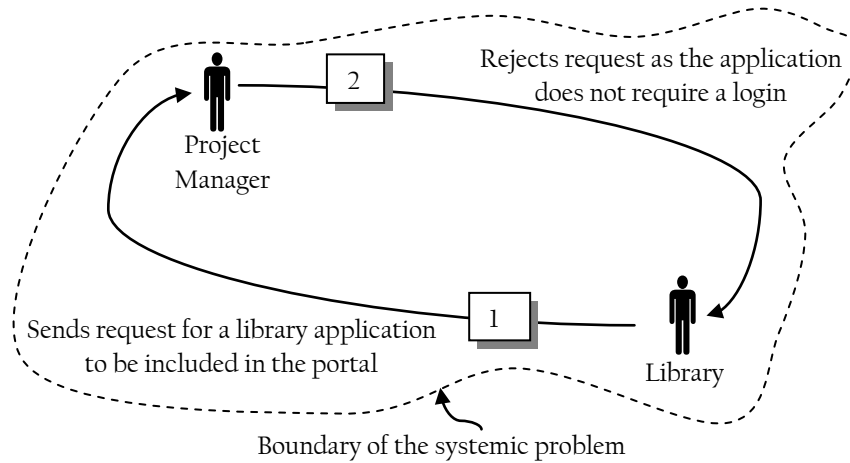 2
Rejects request as the application
does not require a login
Project
Manager
1
Sends request for a library application
to be included in the portal
Library
Boundary of the systemic problem